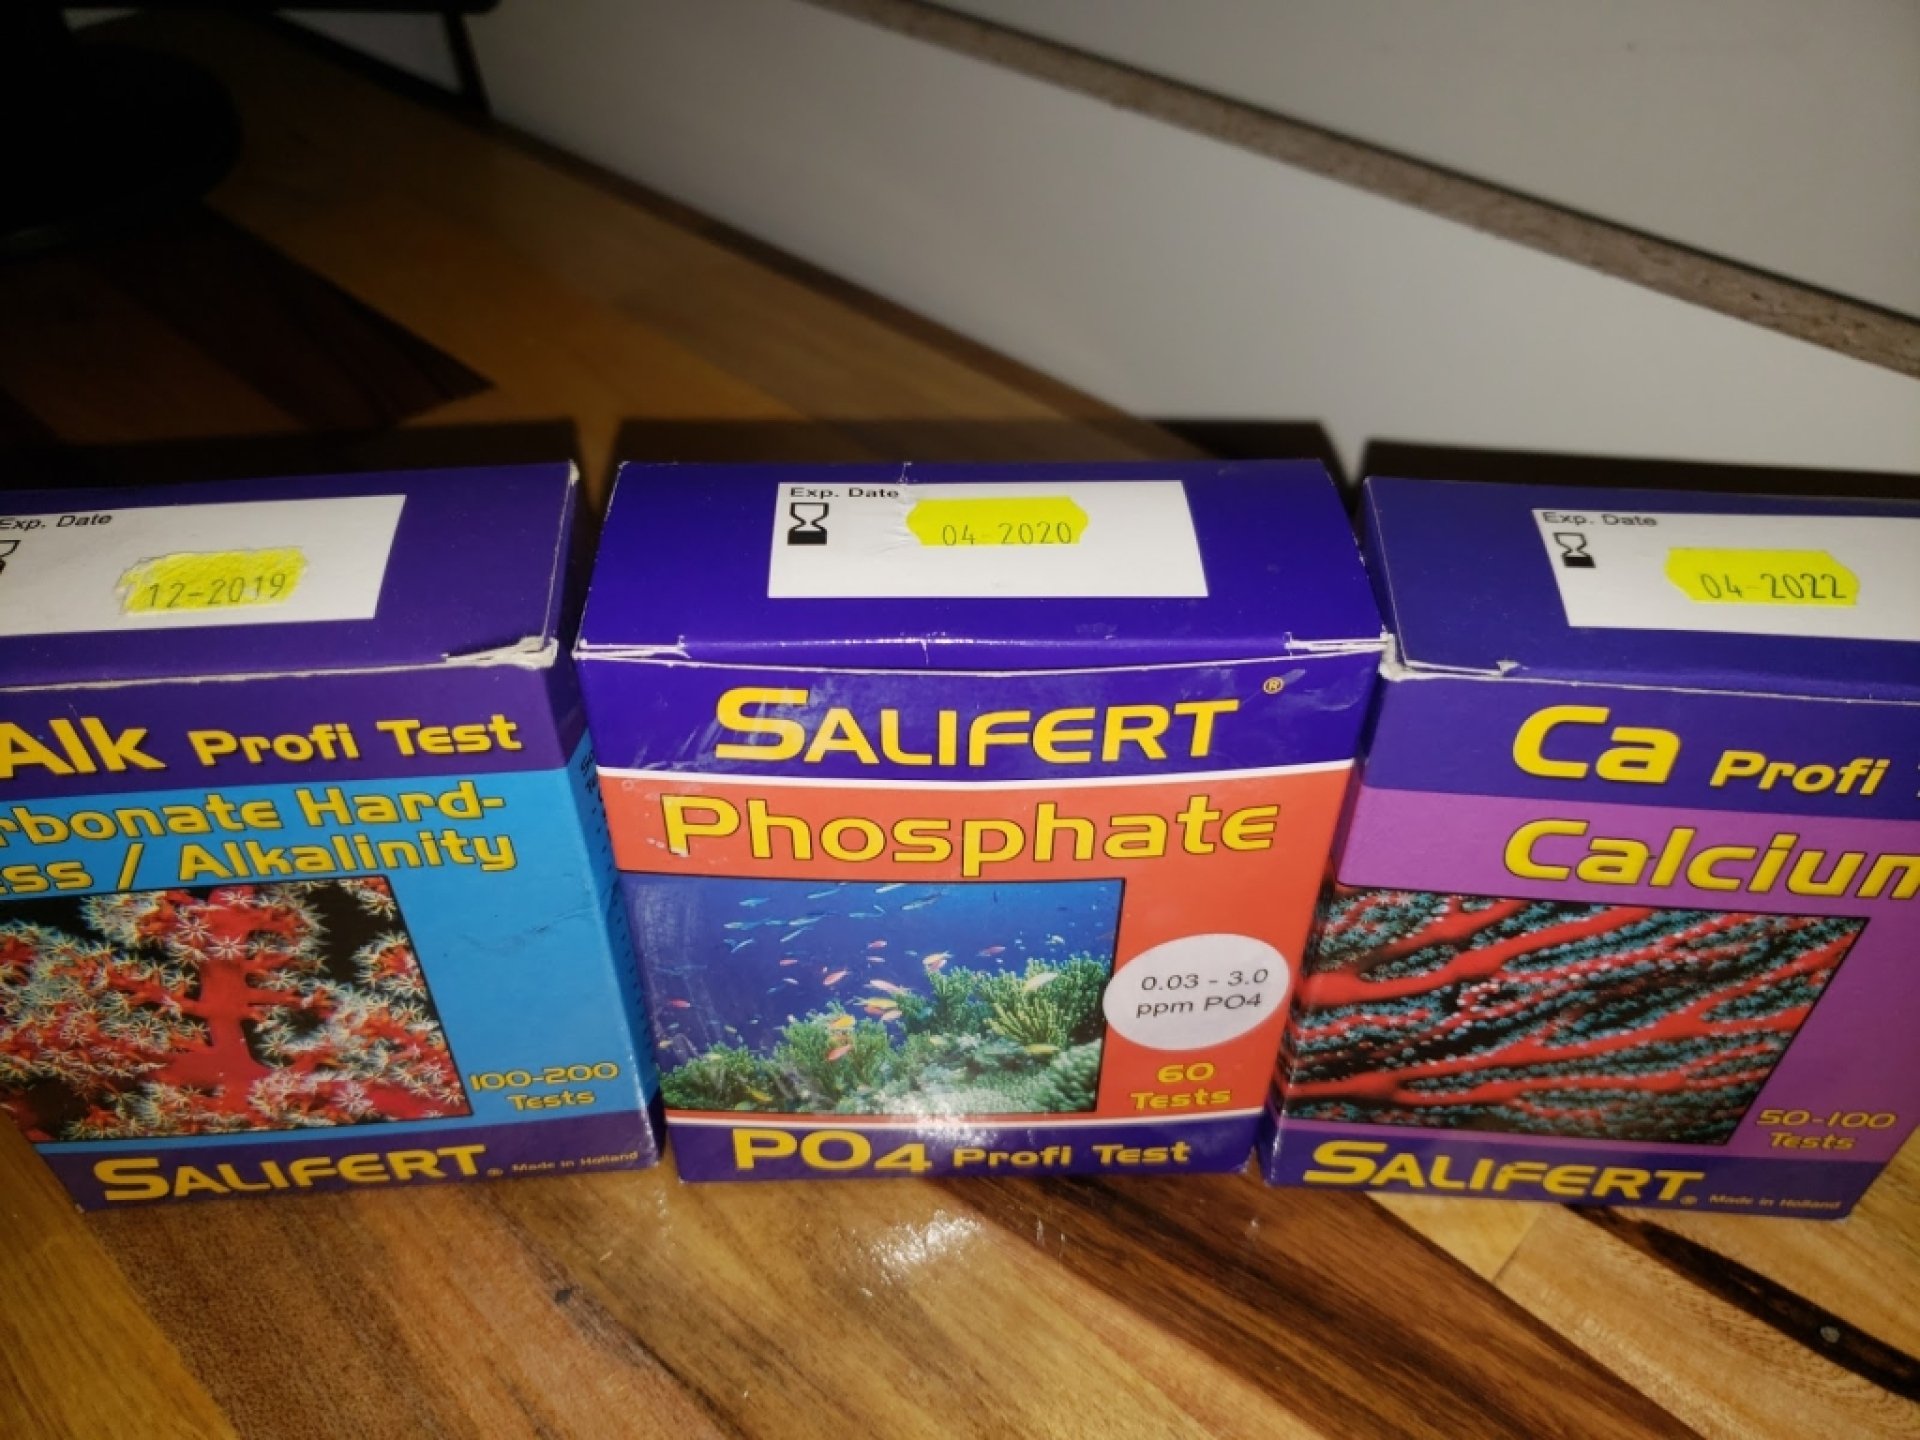 Exp. Date
12-2019
Alk Profi Test
rbonate Hard-
ess / Alkalinity
100-200
Tests
SALIFERT® Made in Holland
Exp. Date
04-2020
SALIFERT®
Phosphate
0.03 - 3.0
ppm PO4
60
Tests
PO4 Profi Test
Exp. Date
04-2022
Ca Profi
Calcium
50-100
Tests
SALIFERT® Made in Holland